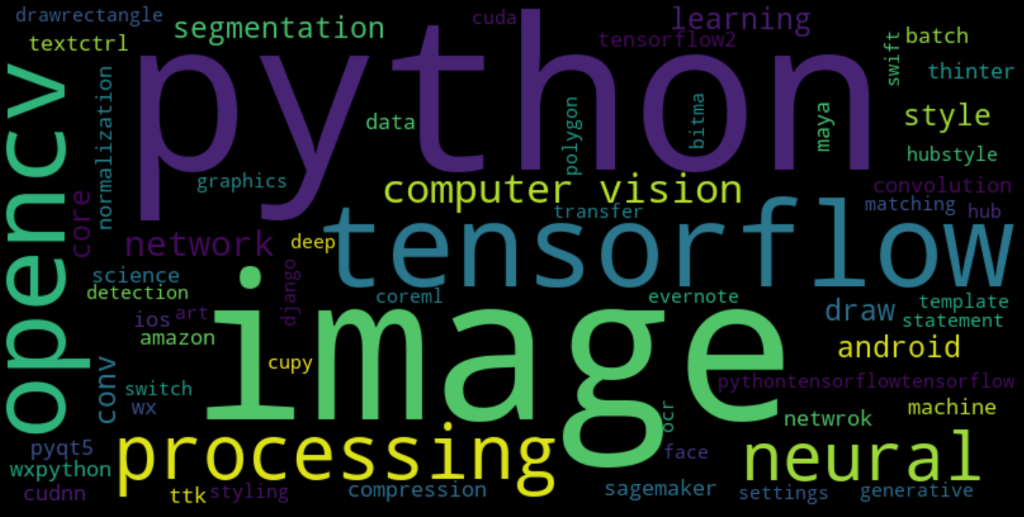 drawrectangle
segmentation
cuda
learning
textctrl
tensorflow2
swift
batch
python
thinter
opencv
normalization
data
polygon
bitma
maya
style
hubstyle
graphics
computer vision
convolution
core
transfer
matching
hub
network
deep
tensorflow
science
django
detection
coreml
evernote
template
ios
art
draw
statement
amazon
image
android
cupy
conv
switch
pythontensorflowtensorflow
wx
ocr
machine
netwrok
pyqt5
processing
face
neural
wxpython
cudnn
ttk
styling
compression
sagemaker
settings
generative